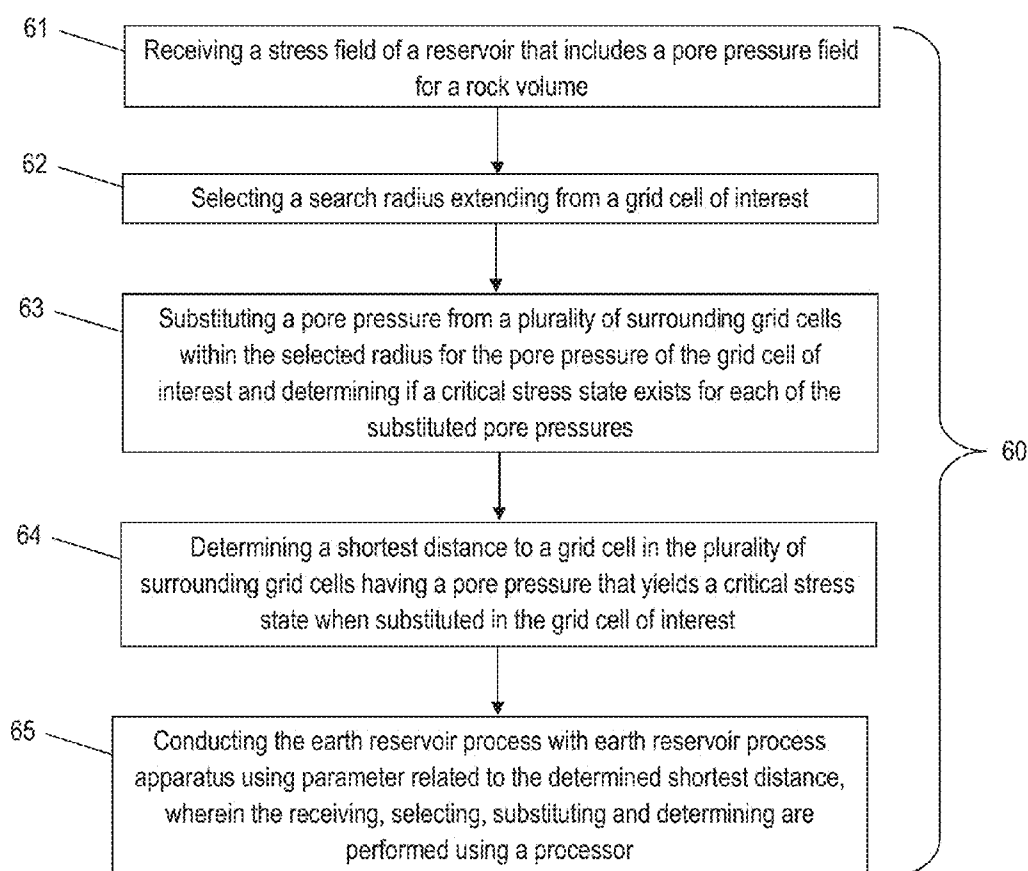 61
Receiving a stress field of a reservoir that includes a pore pressure field
for a rock volume
62
Selecting a search radius extending from a grid cell of interest
63
Substituting a pore pressure from a plurality of surrounding grid cells
within the selected radius for the pore pressure of the grid cell of
interest and determining if a critical stress state exists for each of the
substituted pore pressures
60
64
Determining a shortest distance to a grid cell in the plurality of
surrounding grid cells having a pore pressure that yields a critical stress
state when substituted in the grid cell of interest
65
Conducting the earth reservoir process with earth reservoir process
apparatus using parameter related to the determined shortest distance,
wherein the receiving, selecting, substituting and determining are
performed using a processor